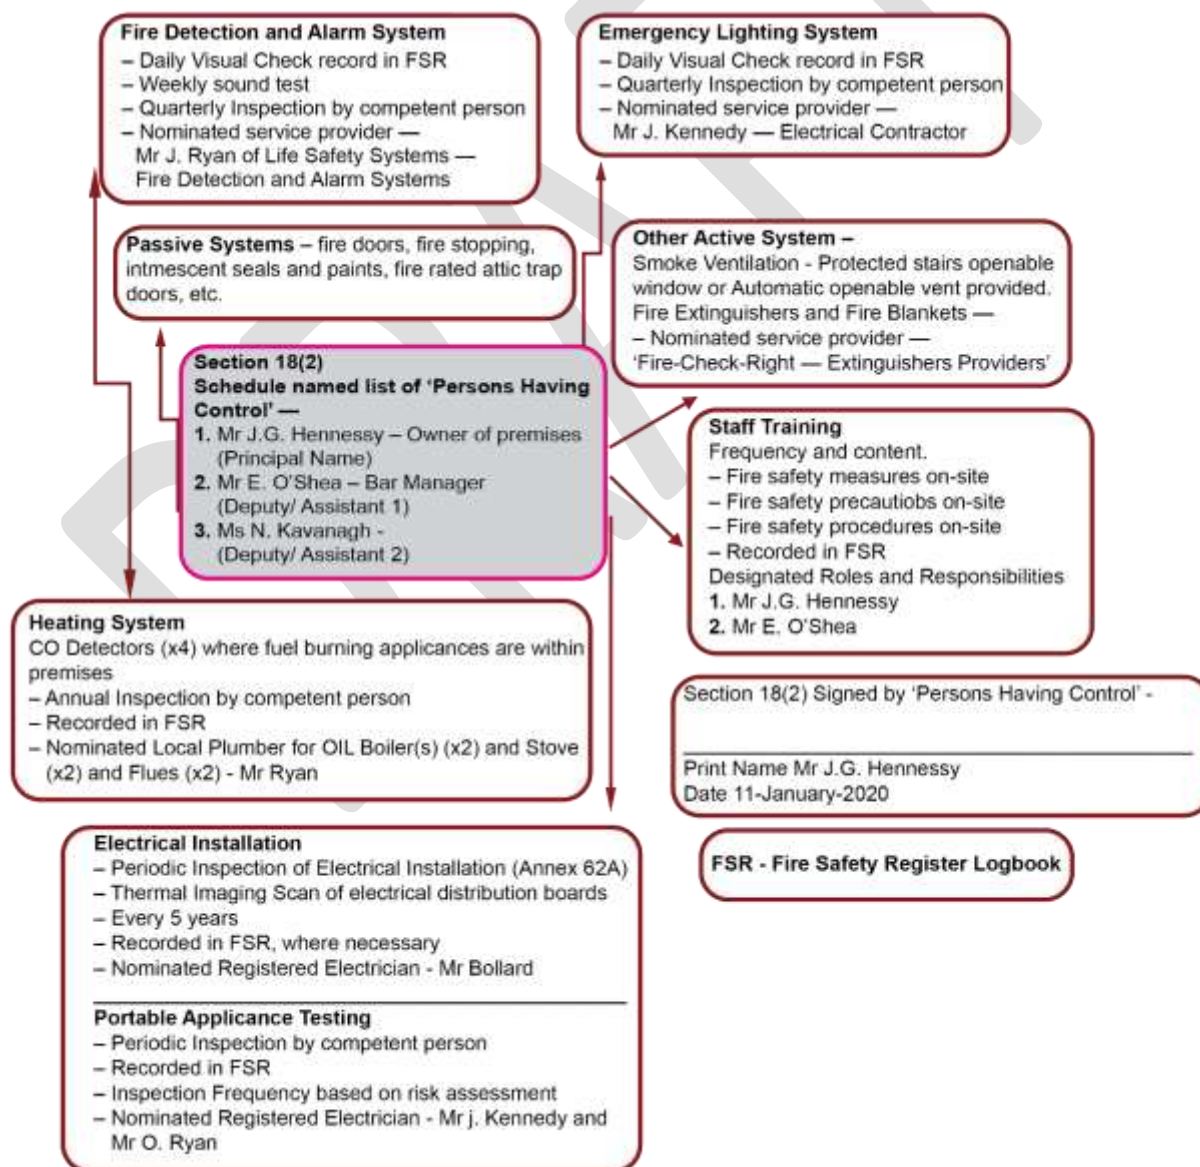 Fire Detection and Alarm System
– Daily Visual Check record in FSR
– Weekly sound test
– Quarterly Inspection by competent person
– Nominated service provider —
Mr J. Ryan of Life Safety Systems —
Fire Detection and Alarm Systems
Emergency Lighting System
– Daily Visual Check record in FSR
– Quarterly Inspection by competent person
– Nominated service provider —
Mr J. Kennedy — Electrical Contractor
Passive Systems – fire doors, fire stopping,
intmescent seals and paints, fire rated attic trap
doors, etc.
Other Active System –
Smoke Ventilation - Protected stairs openable
window or Automatic openable vent provided.
Fire Extinguishers and Fire Blankets —
– Nominated service provider —
‘Fire-Check-Right — Extinguishers Providers’
Section 18(2)
Schedule named list of ‘Persons Having
Control’ —
1. Mr J.G. Hennessy – Owner of premises
(Principal Name)
2. Mr E. O’Shea – Bar Manager
(Deputy/ Assistant 1)
3. Ms N. Kavanagh -
(Deputy/ Assistant 2)
Staff Training
Frequency and content.
– Fire safety measures on-site
– Fire safety precautiobs on-site
– Fire safety procedures on-site
– Recorded in FSR
Designated Roles and Responsibilities
1. Mr J.G. Hennessy
2. Mr E. O’Shea
Heating System
CO Detectors (x4) where fuel burning applicances are within
premises
– Annual Inspection by competent person
– Recorded in FSR
– Nominated Local Plumber for OIL Boiler(s) (x2) and Stove
(x2) and Flues (x2) - Mr Ryan
Section 18(2) Signed by ‘Persons Having Control’ -
Print Name Mr J.G. Hennessy
Date 11-January-2020
FSR - Fire Safety Register Logbook
Electrical Installation
– Periodic Inspection of Electrical Installation (Annex 62A)
– Thermal Imaging Scan of electrical distribution boards
– Every 5 years
– Recorded in FSR, where necessary
– Nominated Registered Electrician - Mr Bollard
Portable Applicance Testing
– Periodic Inspection by competent person
– Recorded in FSR
– Inspection Frequency based on risk assessment
– Nominated Registered Electrician - Mr j. Kennedy and
Mr O. Ryan